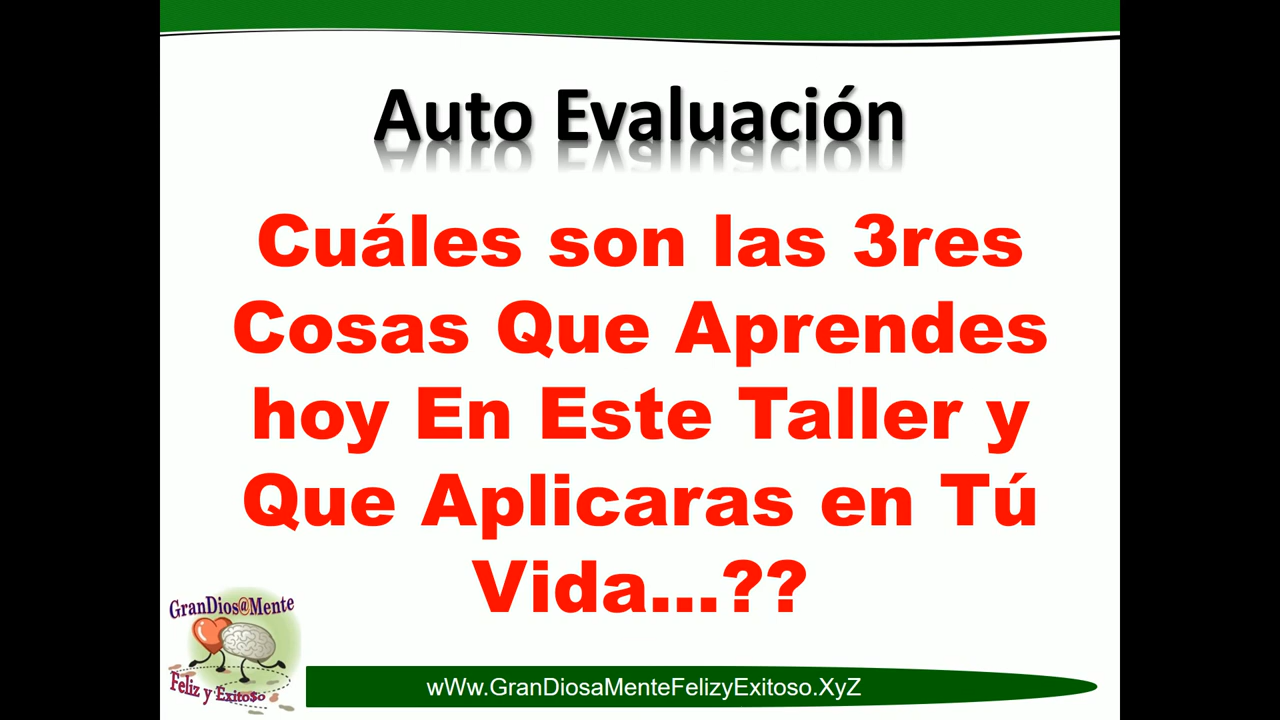 Auto Evaluación
Cuáles son las 3res
Cosas Que Aprendes
hoy En Este Taller y
Que Aplicaras en Tú
Vida...??
GranDios@Mente
Feliz y Exito$o
wWw.GranDiosaMenteFelizyExitoso.XyZ